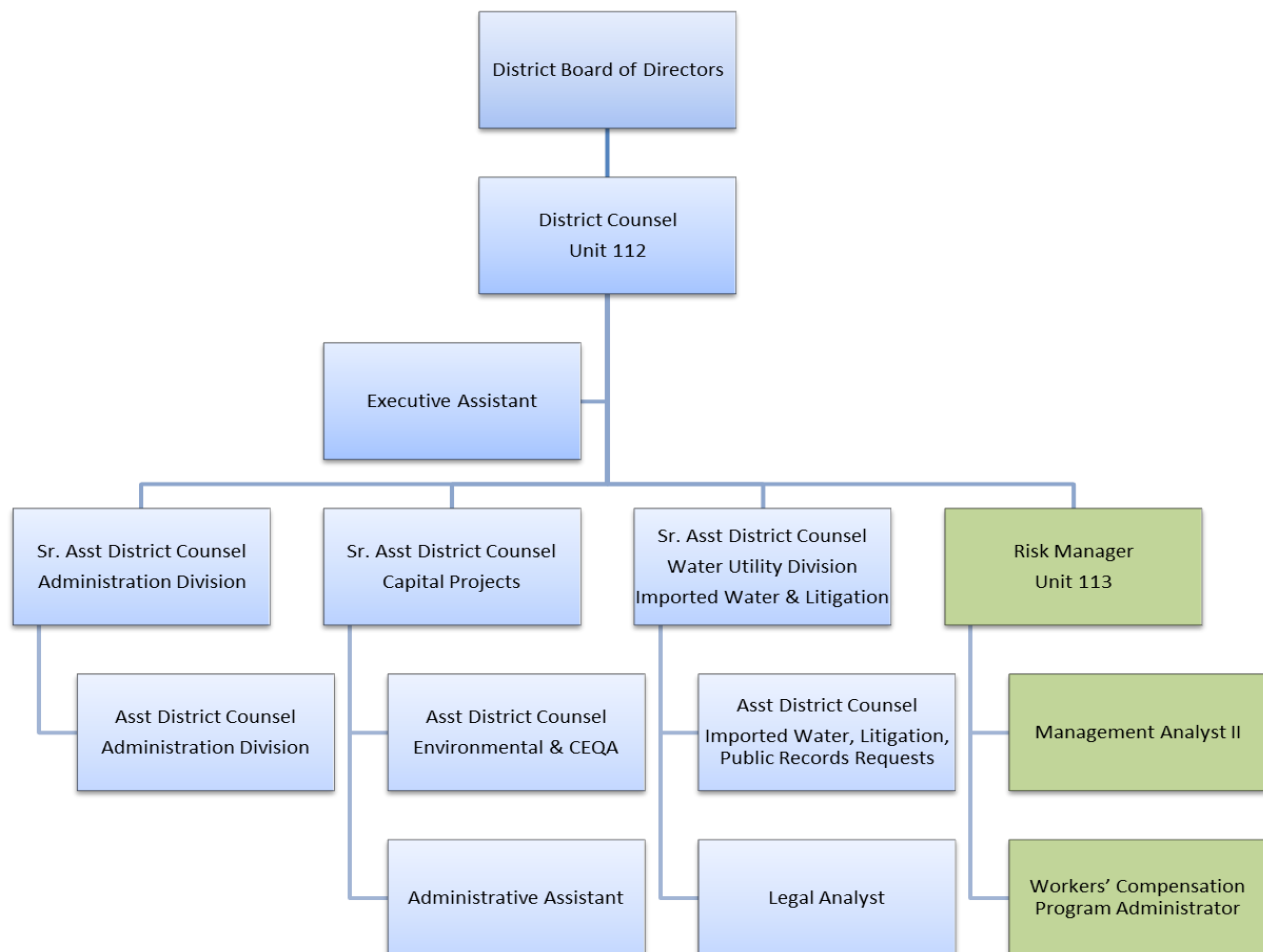 District Board of Directors
District Counsel
Unit 112
Executive Assistant
Sr. Asst District Counsel
Administration Division
Sr. Asst District Counsel
Capital Projects
Sr. Asst District Counsel
Water Utility Division
Imported Water & Litigation
Risk Manager
Unit 113
Asst District Counsel
Administration Division
Asst District Counsel
Environmental & CEQA
Asst District Counsel
Imported Water, Litigation,
Public Records Requests
Management Analyst II
Administrative Assistant
Legal Analyst
Workers’ Compensation
Program Administrator